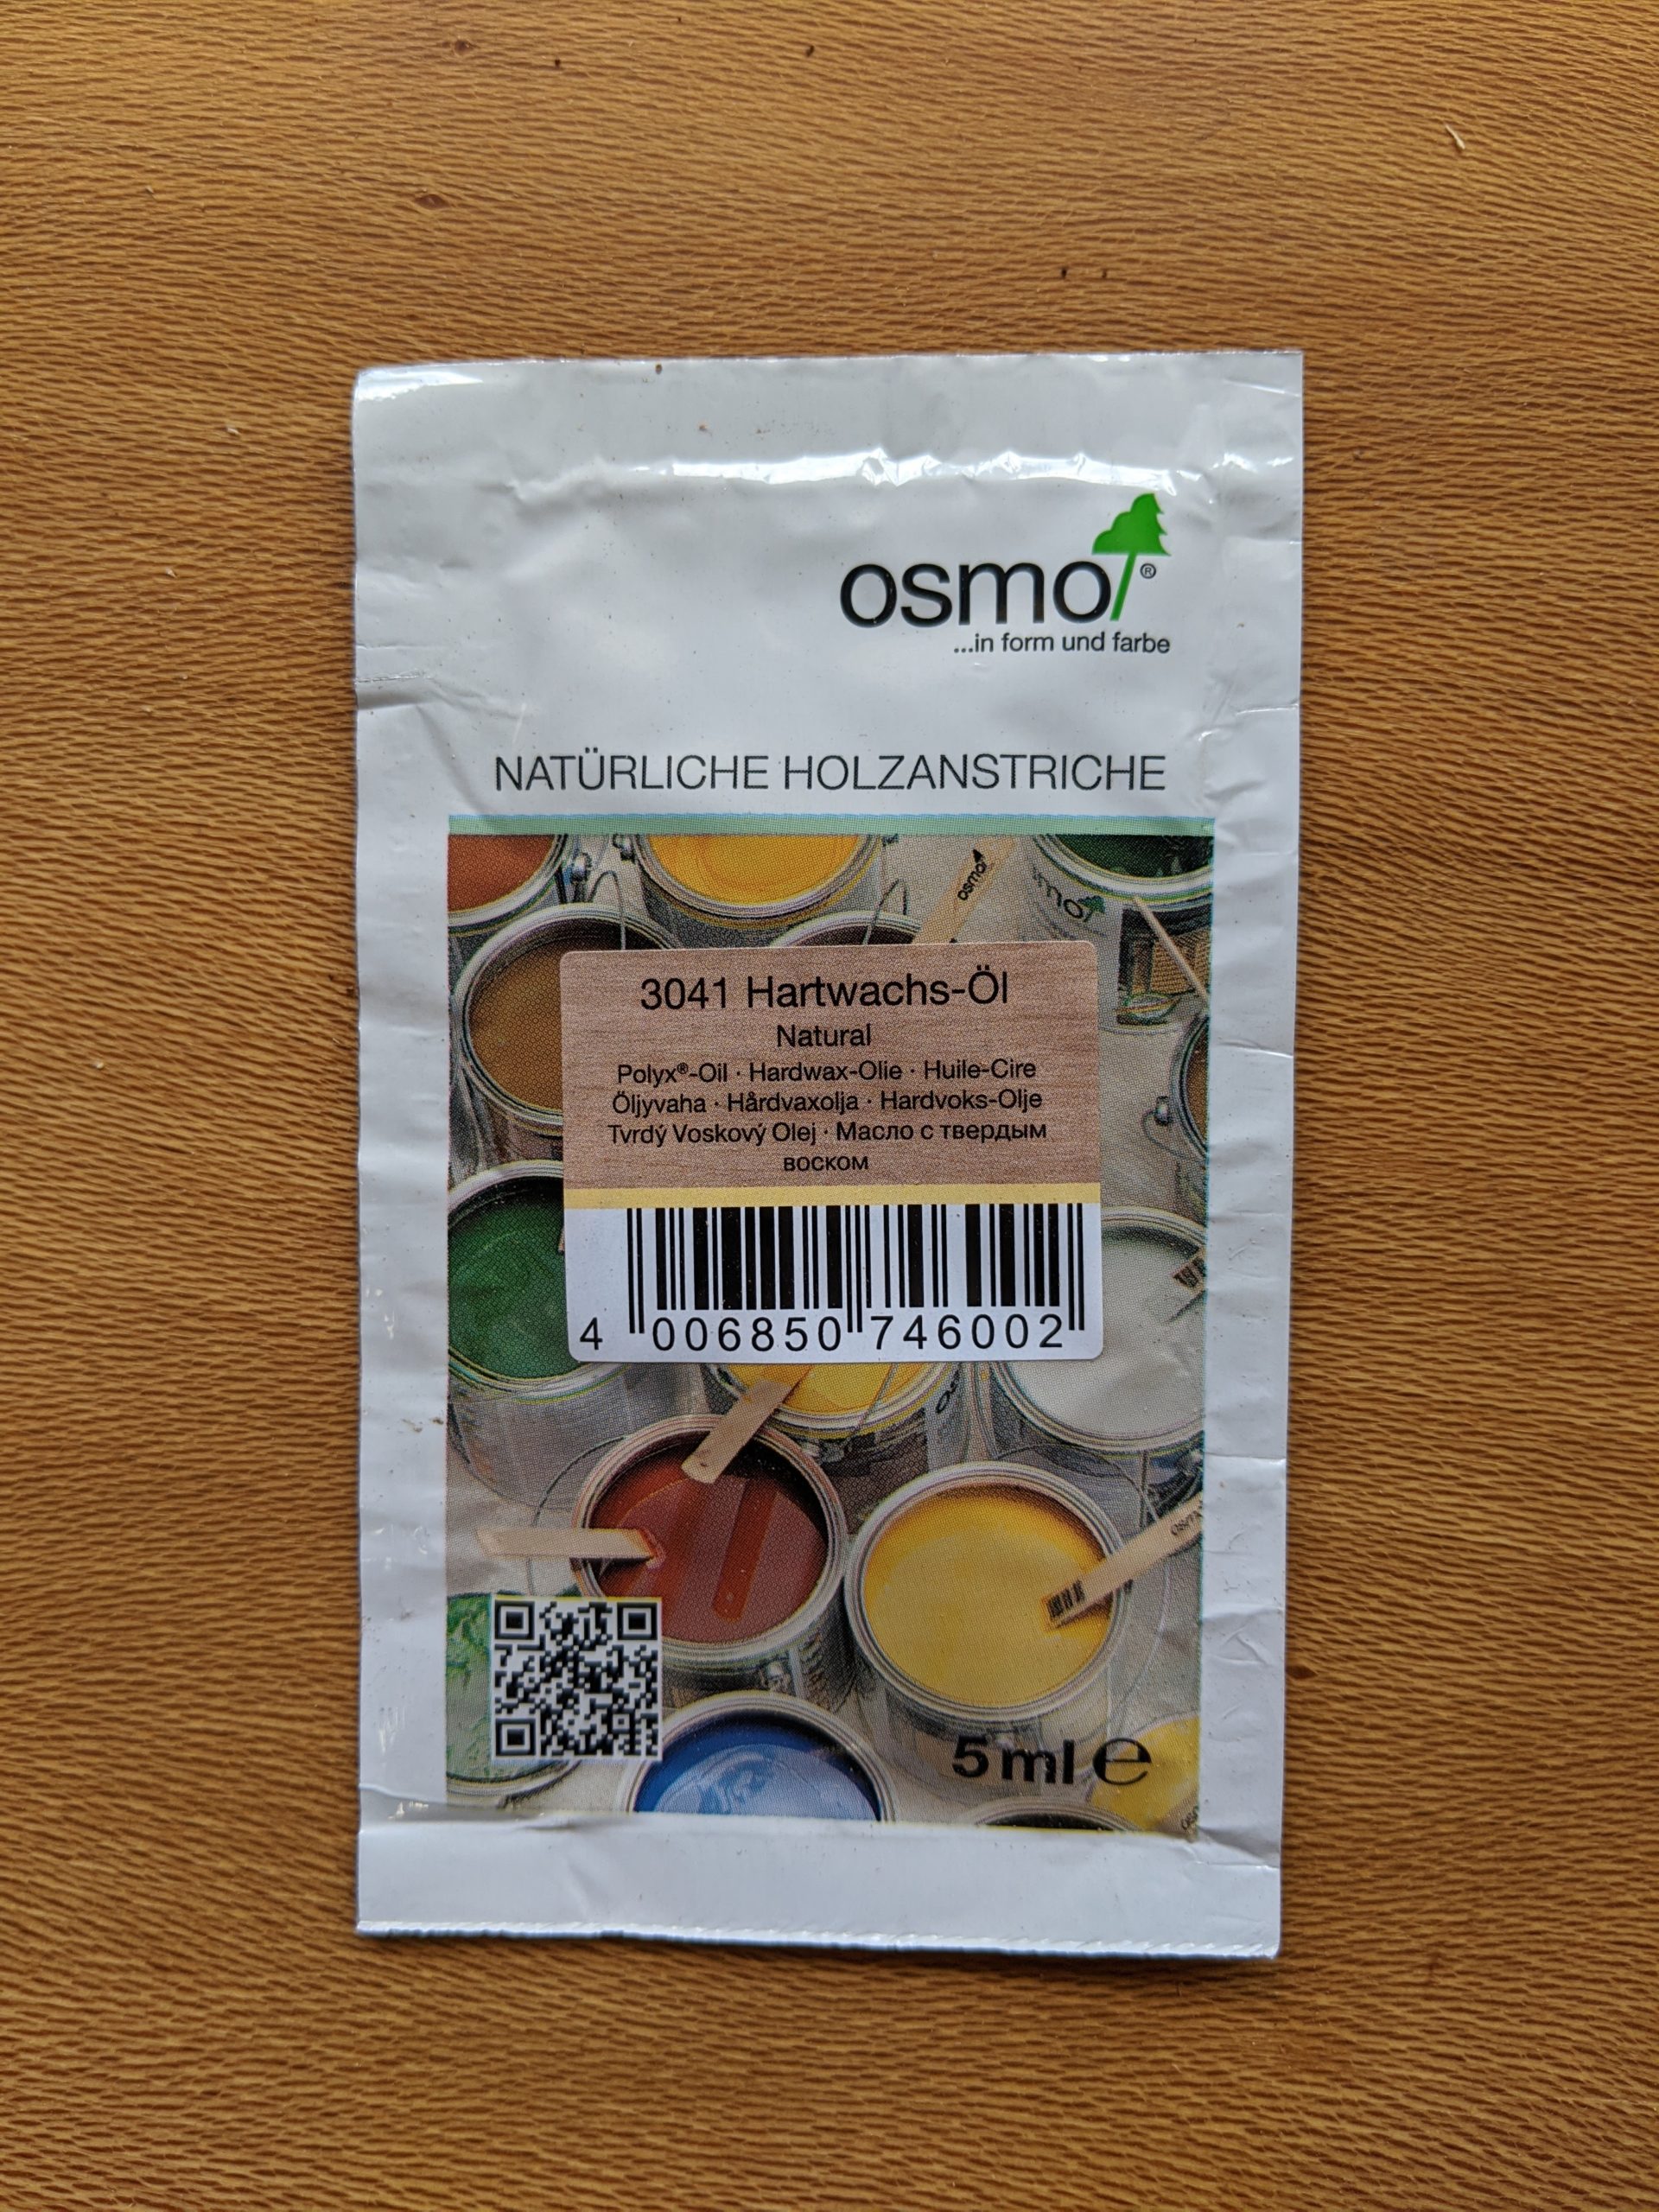 osmo®
...in form und farbe
NATÜRLICHE HOLZANSTRICHE
osmo
3041 Hartwachs-Öl
Natural
Polyx®-Oil · Hardwax-Olie · Huile-Cire
Öljyvaha · Hårdvaxolja · Hardvoks-Olje
Tvrdý Voskový Olej · Масло с твердым
воском
4 006850 746002
5 ml e